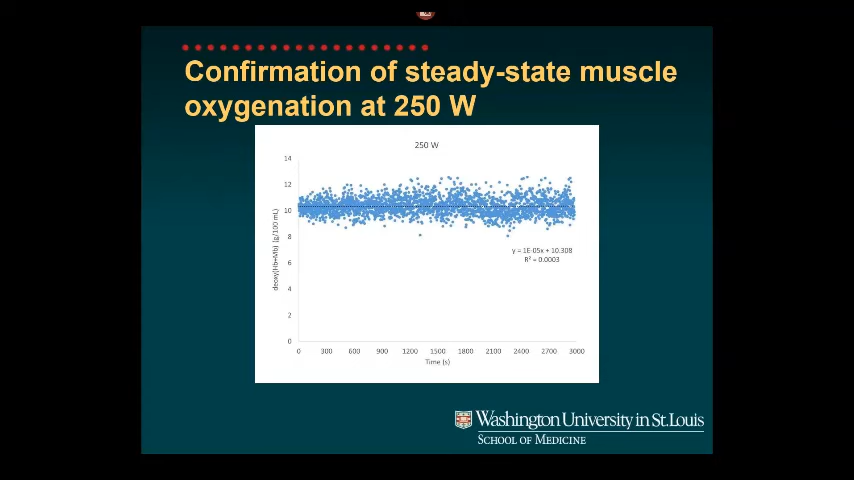 Confirmation of steady-state muscle
oxygenation at 250 W
250 W
14
12
10
8
6
4
2
0
deoxy(Hb+Mb) (g/100 mL)
y = 1E-05x + 10.308
R² = 0.0003
0 300 600 900 1200 1500 1800 2100 2400 2700 3000
Time (s)
Washington University in St. Louis
SCHOOL OF MEDICINE